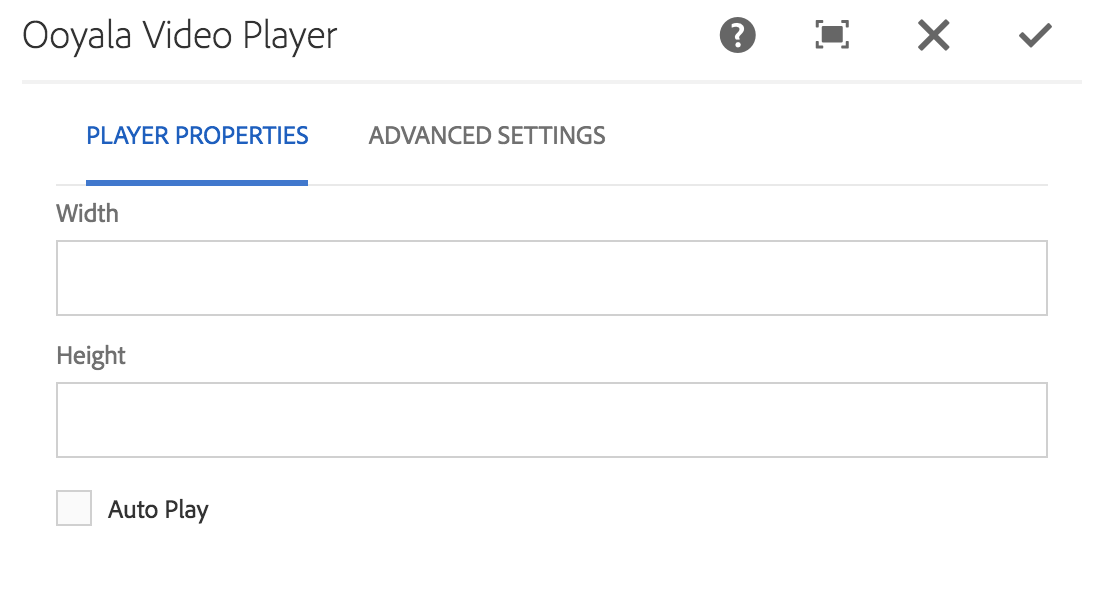 Ooyala Video Player
PLAYER PROPERTIES ADVANCED SETTINGS
Width
Height
Auto Play